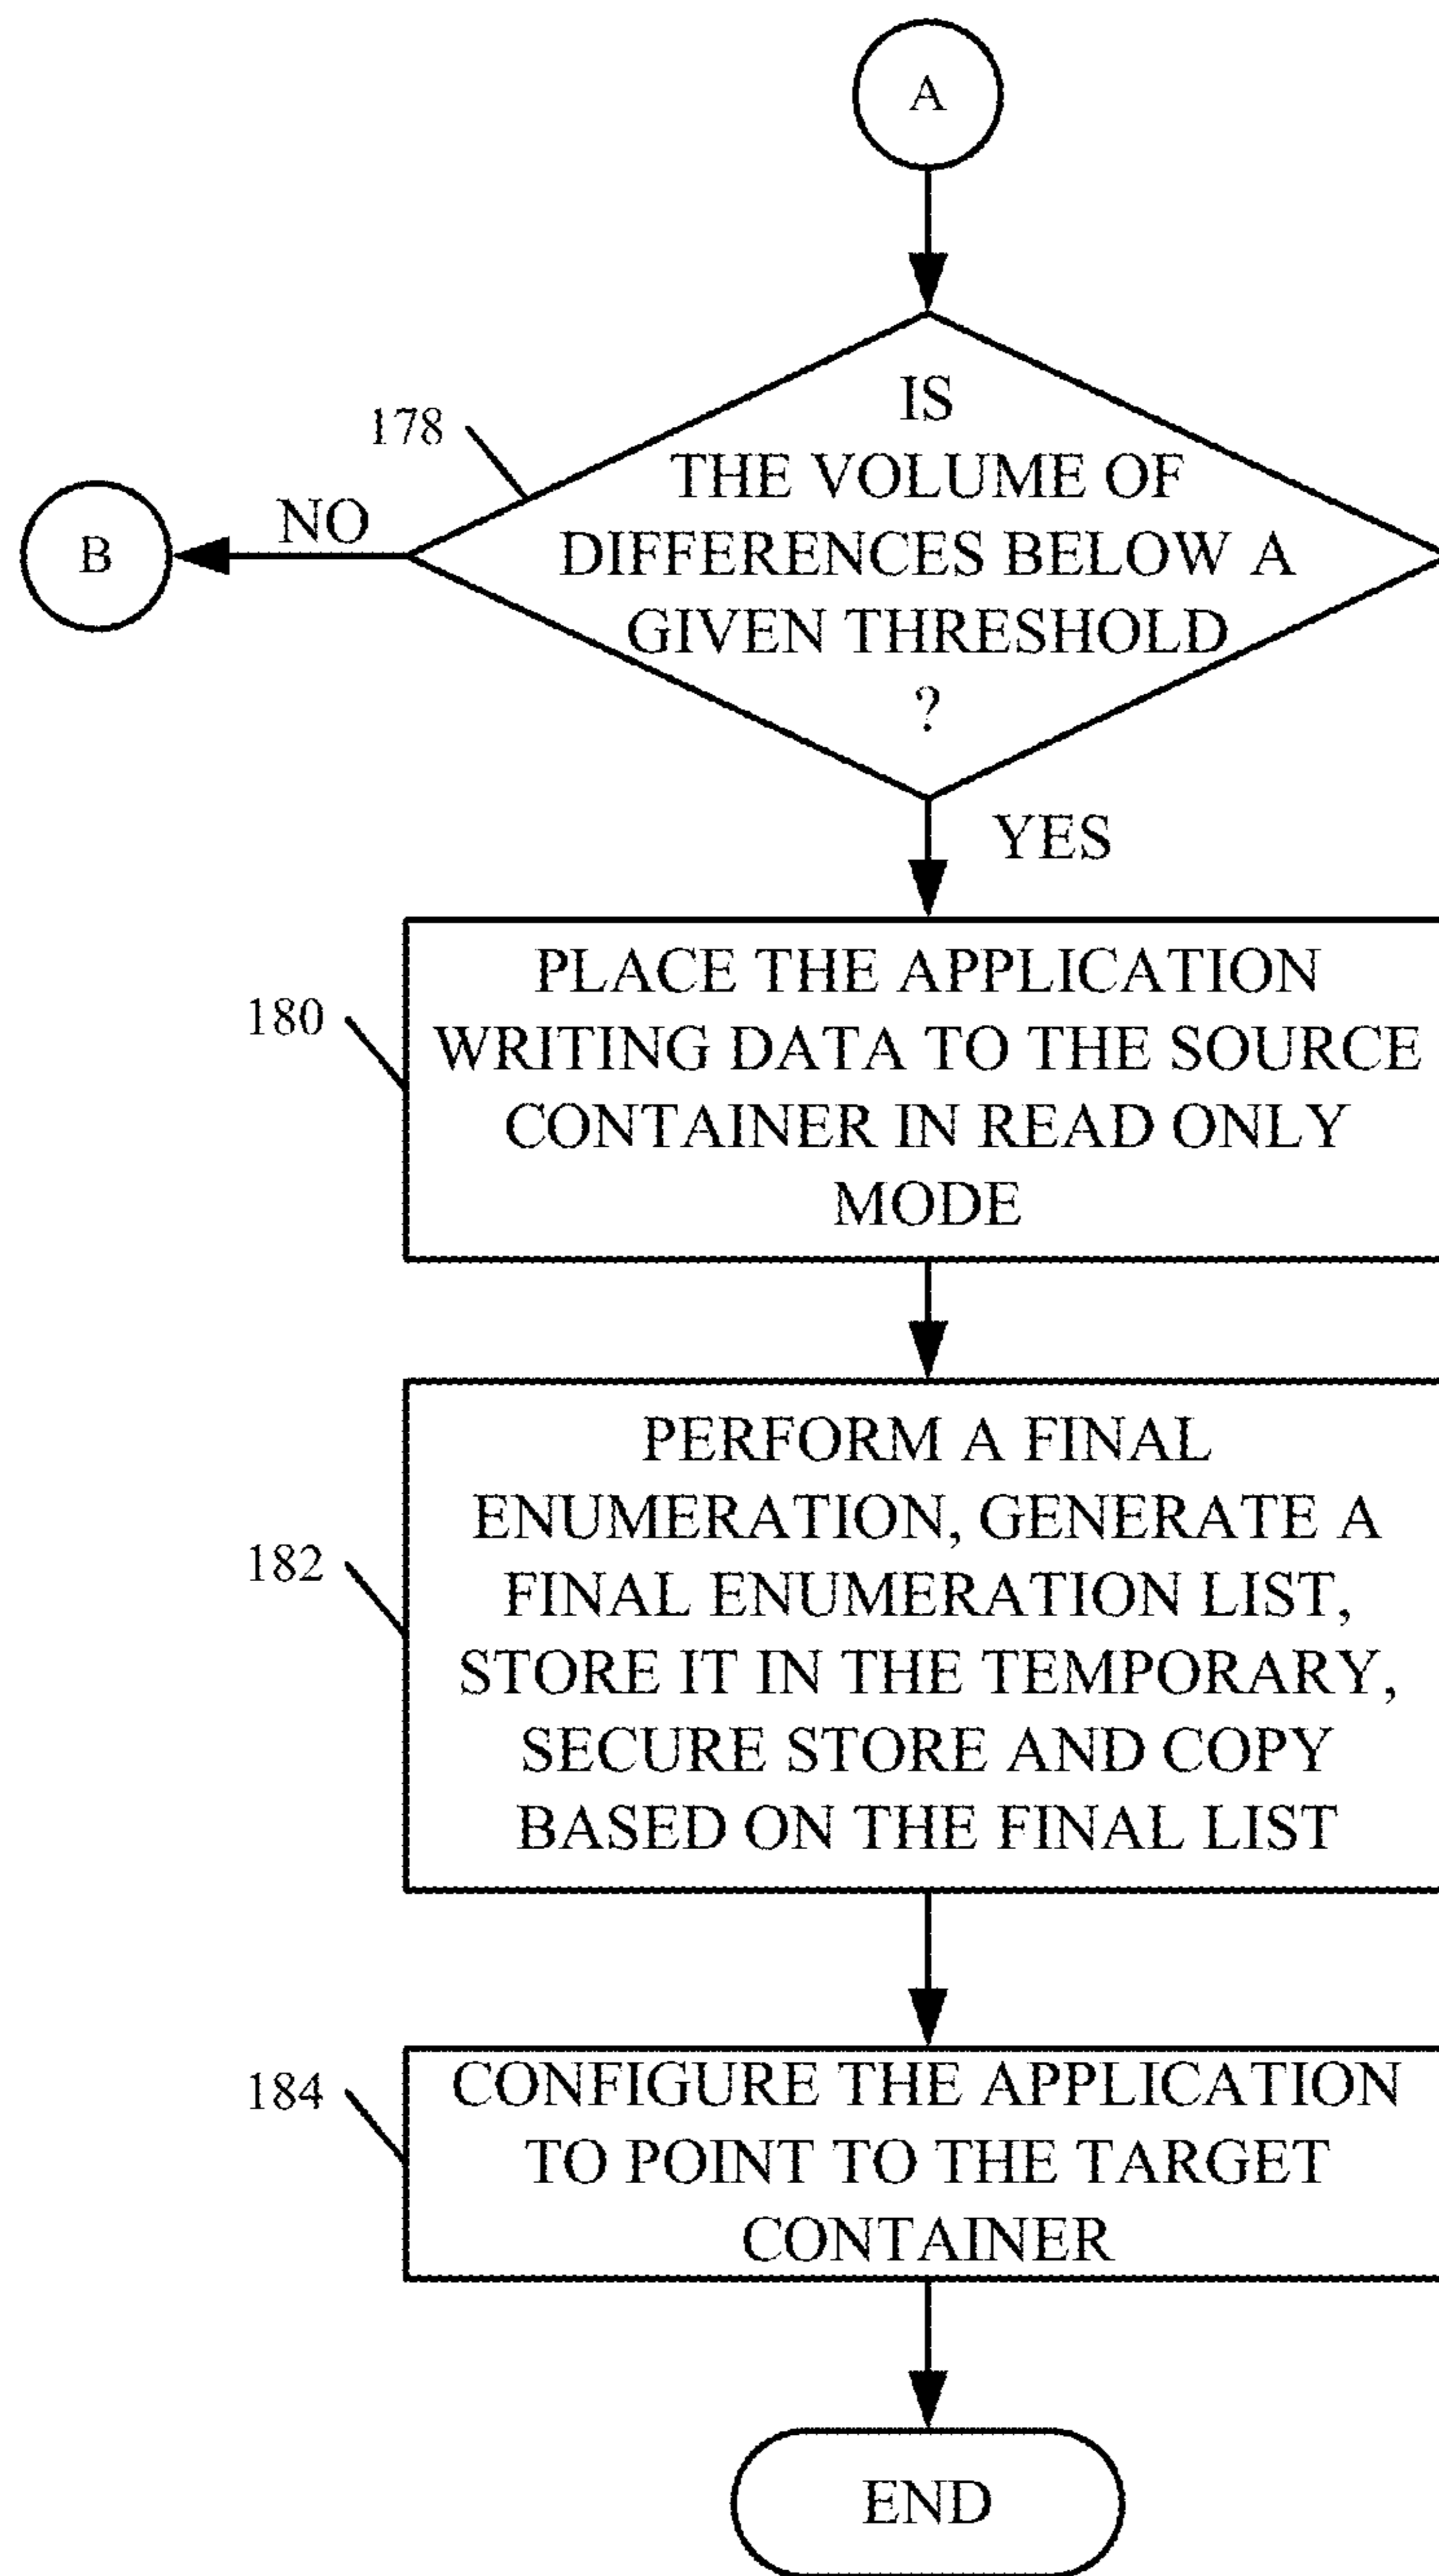 A
IS
THE VOLUME OF
DIFFERENCES BELOW A
GIVEN THRESHOLD
?
178
NO
B
YES
180
PLACE THE APPLICATION
WRITING DATA TO THE SOURCE
CONTAINER IN READ ONLY
MODE
182
PERFORM A FINAL
ENUMERATION, GENERATE A
FINAL ENUMERATION LIST,
STORE IT IN THE TEMPORARY,
SECURE STORE AND COPY
BASED ON THE FINAL LIST
184
CONFIGURE THE APPLICATION
TO POINT TO THE TARGET
CONTAINER
END